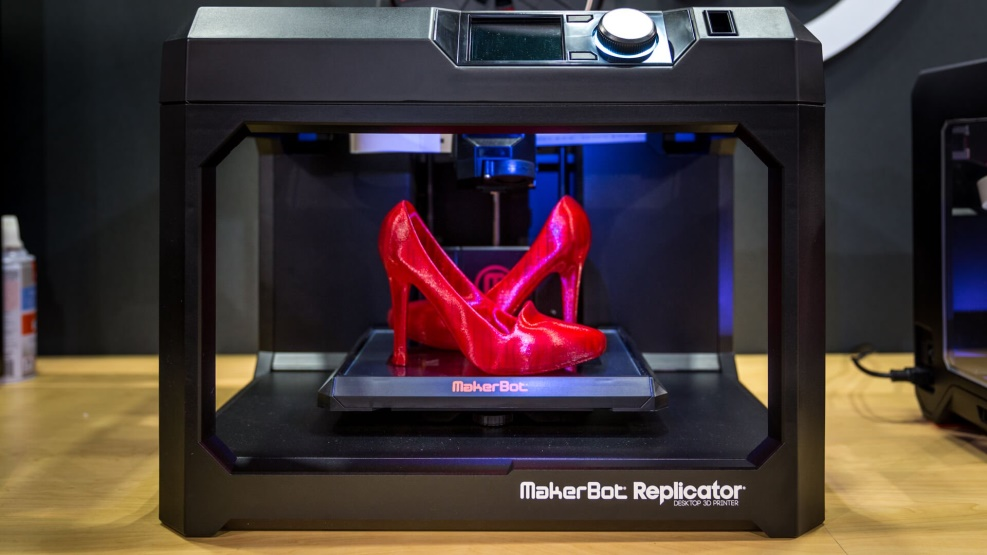 MakerBot
MakerBot Replicator
DESKTOP 3D PRINTER